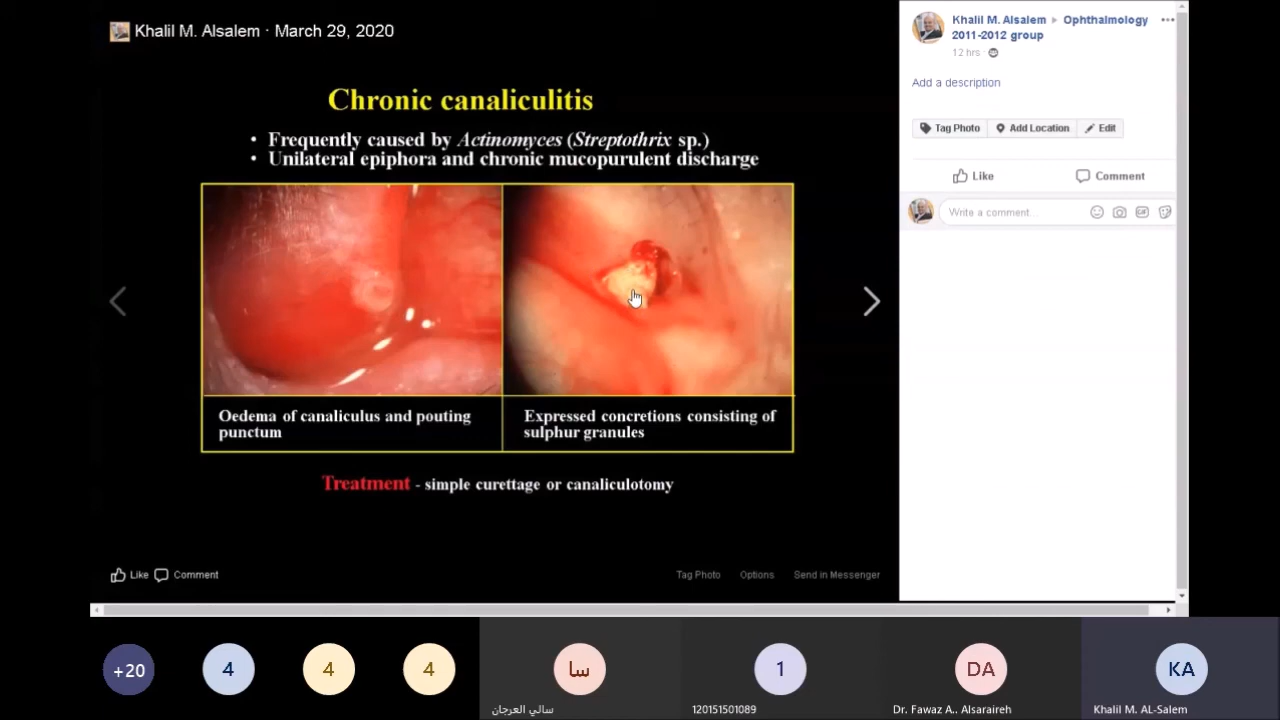 Khalil M. Alsalem · March 29, 2020
Chronic canaliculitis
• Frequently caused by Actinomyces (Streptothrix sp.)
• Unilateral epiphora and chronic mucopurulent discharge
Oedema of canaliculus and pouting
punctum
Expressed concretions consisting of
sulphur granules
Treatment - simple curettage or canaliculotomy
Like Comment
Tag Photo Options Send in Messenger
Khalil M. Alsalem ▸ Ophthalmology
2011-2012 group
12 hrs ·
Add a description
Tag Photo Add Location Edit
Like Comment
Write a comment...
GIF
+20
4
4
4
سا
1
DA
KA
سالي العرجان
120151501089
Dr. Fawaz A.. Alsaraireh
Khalil M. AL-Salem